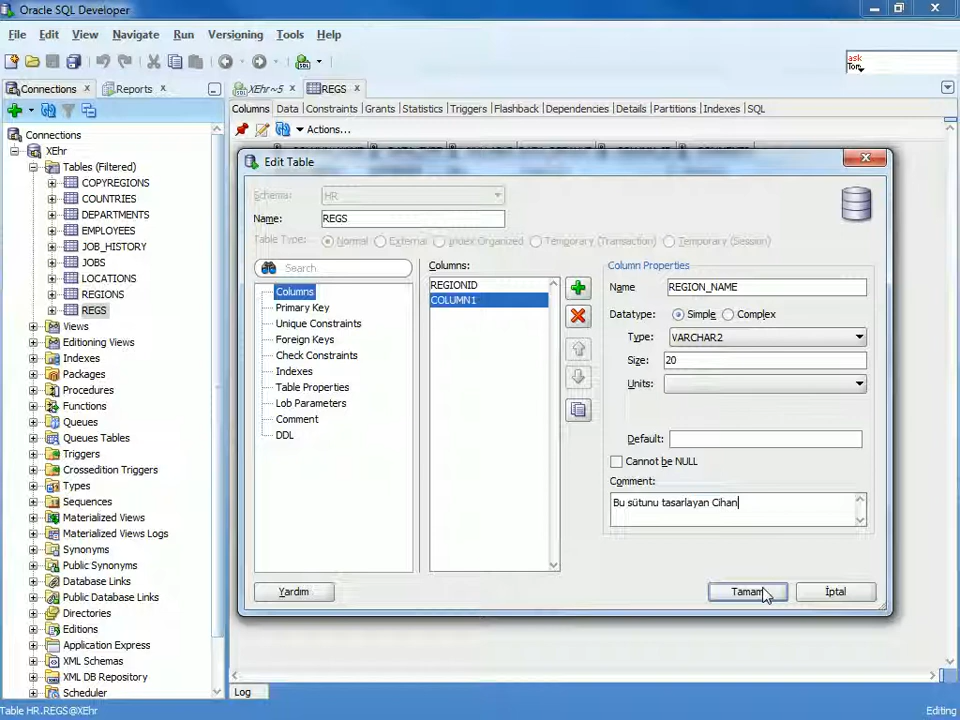 Oracle SQL Developer
File Edit View Navigate Run Versioning Tools Help
ask
Tom
Connections Reports XEhr~5 REGS
Columns Data Constraints Grants Statistics Triggers Flashback Dependencies Details Partitions Indexes SQL
Actions...
Connections
XEhr
Tables (Filtered)
COPYREGIONS
COUNTRIES
DEPARTMENTS
EMPLOYEES
JOB_HISTORY
JOBS
LOCATIONS
REGIONS
REGS
Views
Editioning Views
Indexes
Packages
Procedures
Functions
Queues
Queues Tables
Triggers
Crossedition Triggers
Types
Sequences
Materialized Views
Materialized Views Logs
Synonyms
Public Synonyms
Database Links
Public Database Links
Directories
Editions
Application Express
XML Schemas
XML DB Repository
Scheduler
Edit Table
Schema: HR
Name: REGS
Table Type: Normal External Index Organized Temporary (Transaction) Temporary (Session)
Search
Columns
Primary Key
Unique Constraints
Foreign Keys
Check Constraints
Indexes
Table Properties
Lob Parameters
Comment
DDL
Columns:
REGIONID
COLUMN1
Column Properties
Name REGION_NAME
Datatype: Simple Complex
Type: VARCHAR2
Size: 20
Units:
Default:
Cannot be NULL
Comment:
Bu sütunu tasarlayan Cihan
Yardım Tamam İptal
Log
Table HR.REGS@XEhr Editing